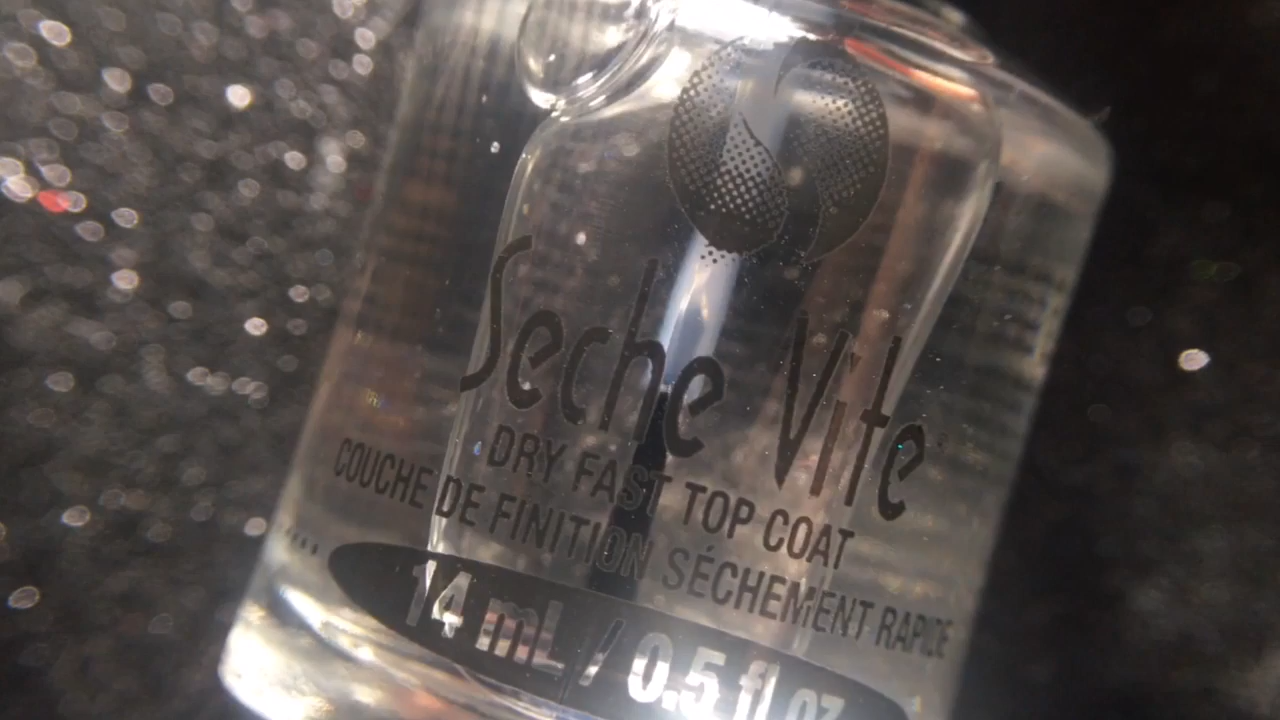 Seche Vite
DRY FAST TOP COAT
COUCHE DE FINITION SÉCHEMENT RAPIDE
14 mL / 0.5 fl oz